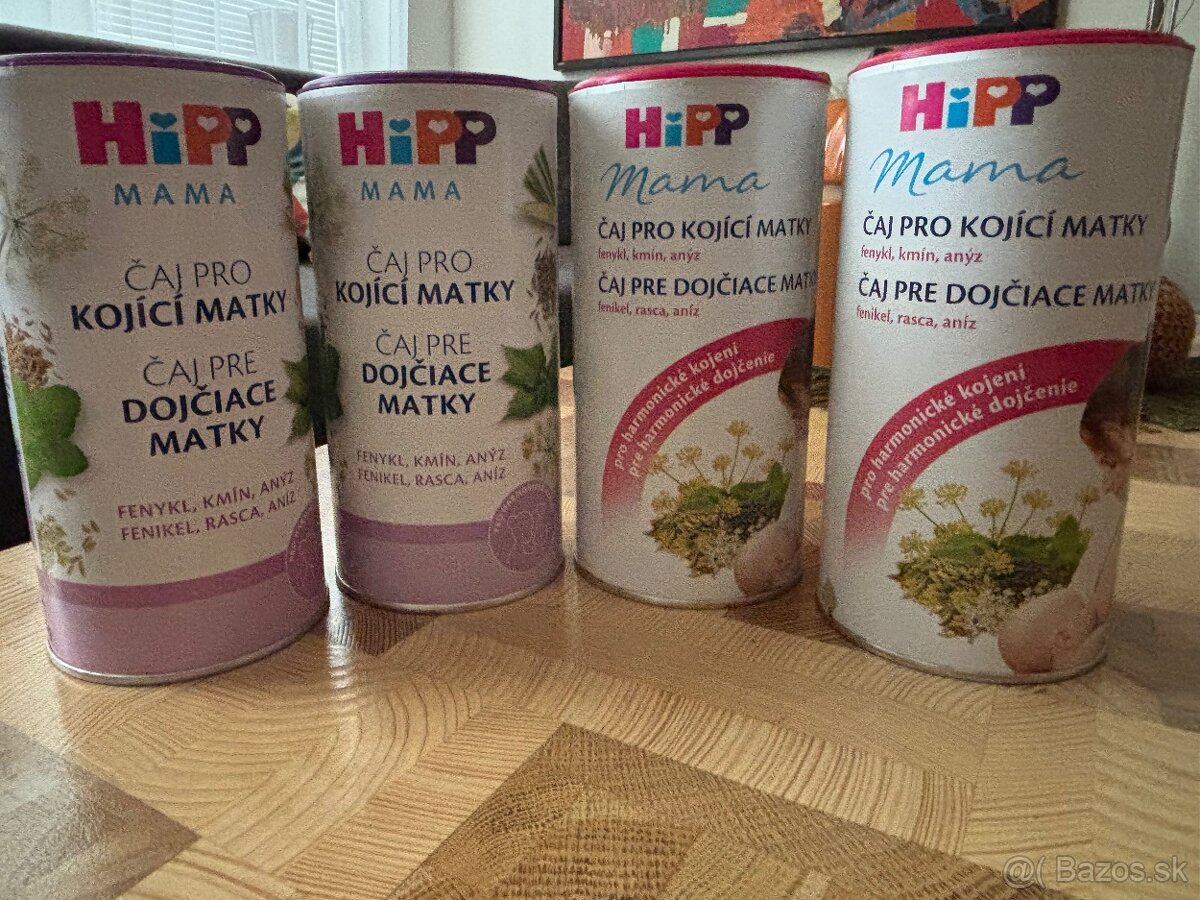 HiPP
MAMA
ČAJ PRO
KOJÍCÍ MATKY
ČAJ PRE
DOJČIACE
MATKY
FENYKL, KMÍN, ANÝZ
FENIKEL, RASCA, ANÍZ
HiPP
MAMA
ČAJ PRO
KOJÍCÍ MATKY
ČAJ PRE
DOJČIACE
MATKY
FENYKL, KMÍN, ANÝZ
FENIKEL, RASCA, ANÍZ
HiPP
Mama
ČAJ PRO KOJÍCÍ MATKY
fenykl, kmín, anýz
ČAJ PRE DOJČIACE MATK
fenikel, rasca, aníz
pro harmonické kojení
pre harmonické dojčenie
HiPP
Mama
ČAJ PRO KOJÍCÍ MATKY
fenykl, kmín, anýz
ČAJ PRE DOJČIACE MATKY
fenikel, rasca, aníz
pro harmonické kojení
pre harmonické dojčenie
@( Bazos.sk